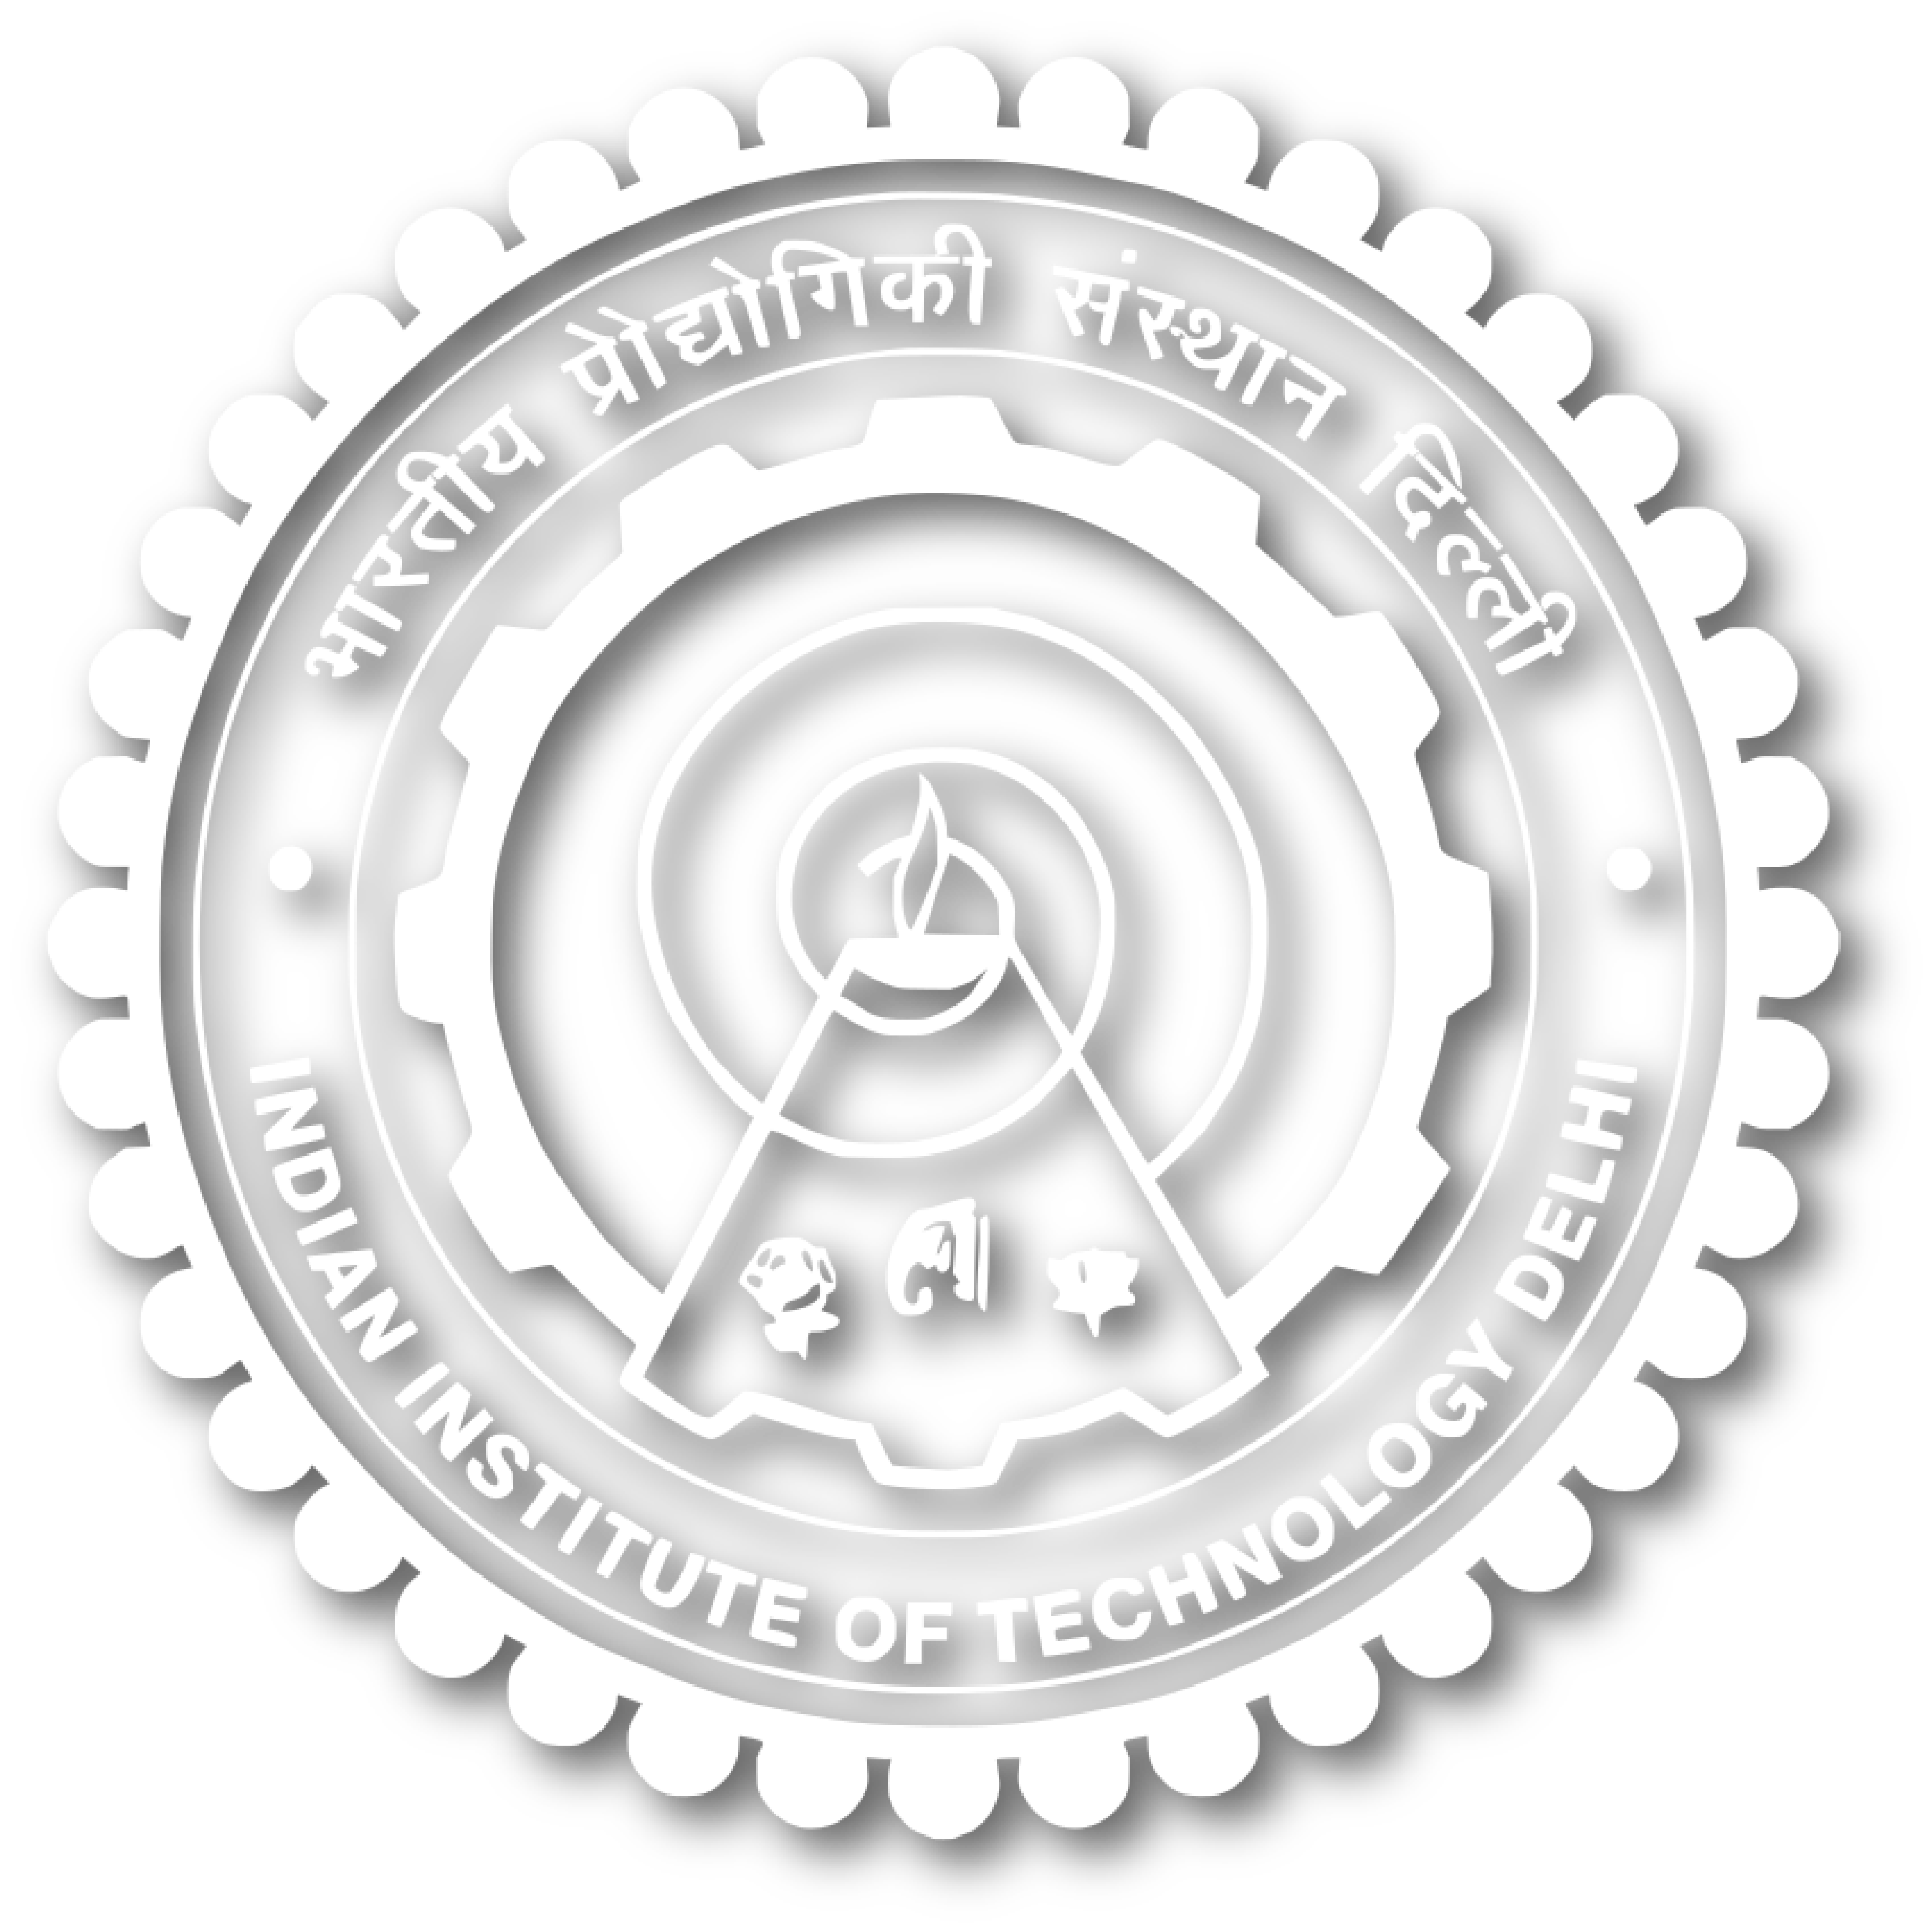 भारतीय प्रौद्योगिकी संस्थान दिल्ली
INDIAN INSTITUTE OF TECHNOLOGY DELHI